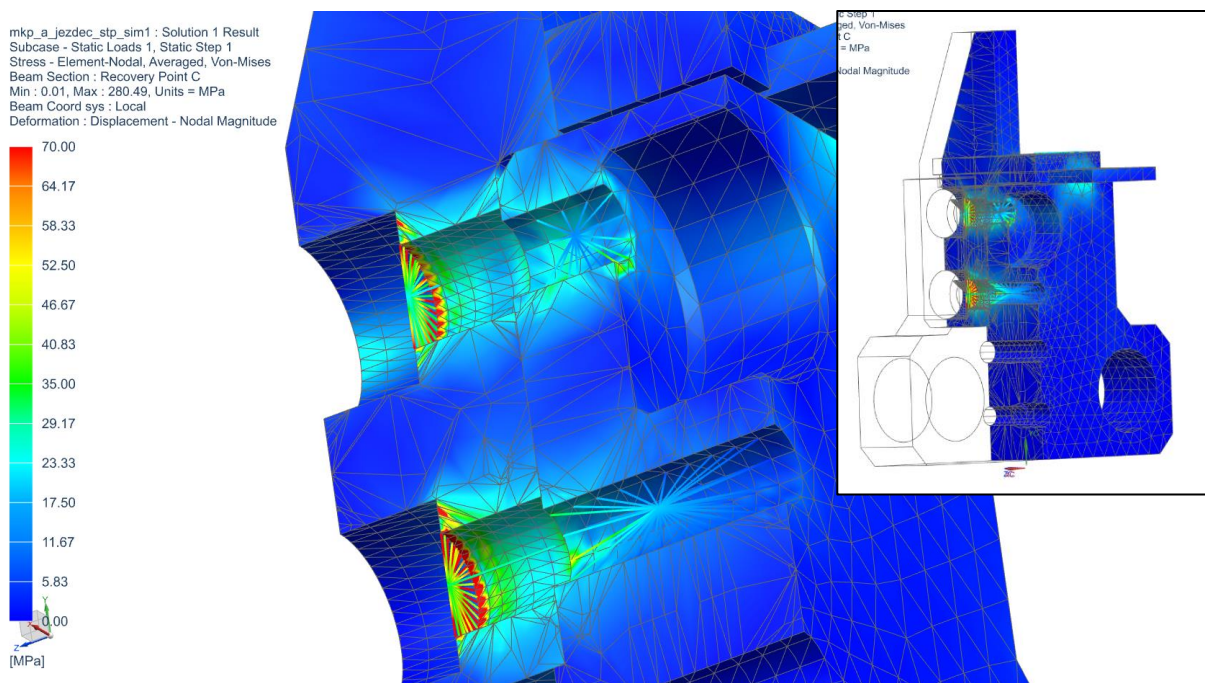 mkp_a_jezdec_stp_sim1 : Solution 1 Result
Subcase - Static Loads 1, Static Step 1
Stress - Element-Nodal, Averaged, Von-Mises
Beam Section : Recovery Point C
Min : 0.01, Max : 280.49, Units = MPa
Beam Coord sys : Local
Deformation : Displacement - Nodal Magnitude
70.00
64.17
58.33
52.50
46.67
40.83
35.00
29.17
23.33
17.50
11.67
5.83
0.00
[MPa]
Y
X
Z
c Step 1
ged, Von-Mises
t C
= MPa
Nodal Magnitude